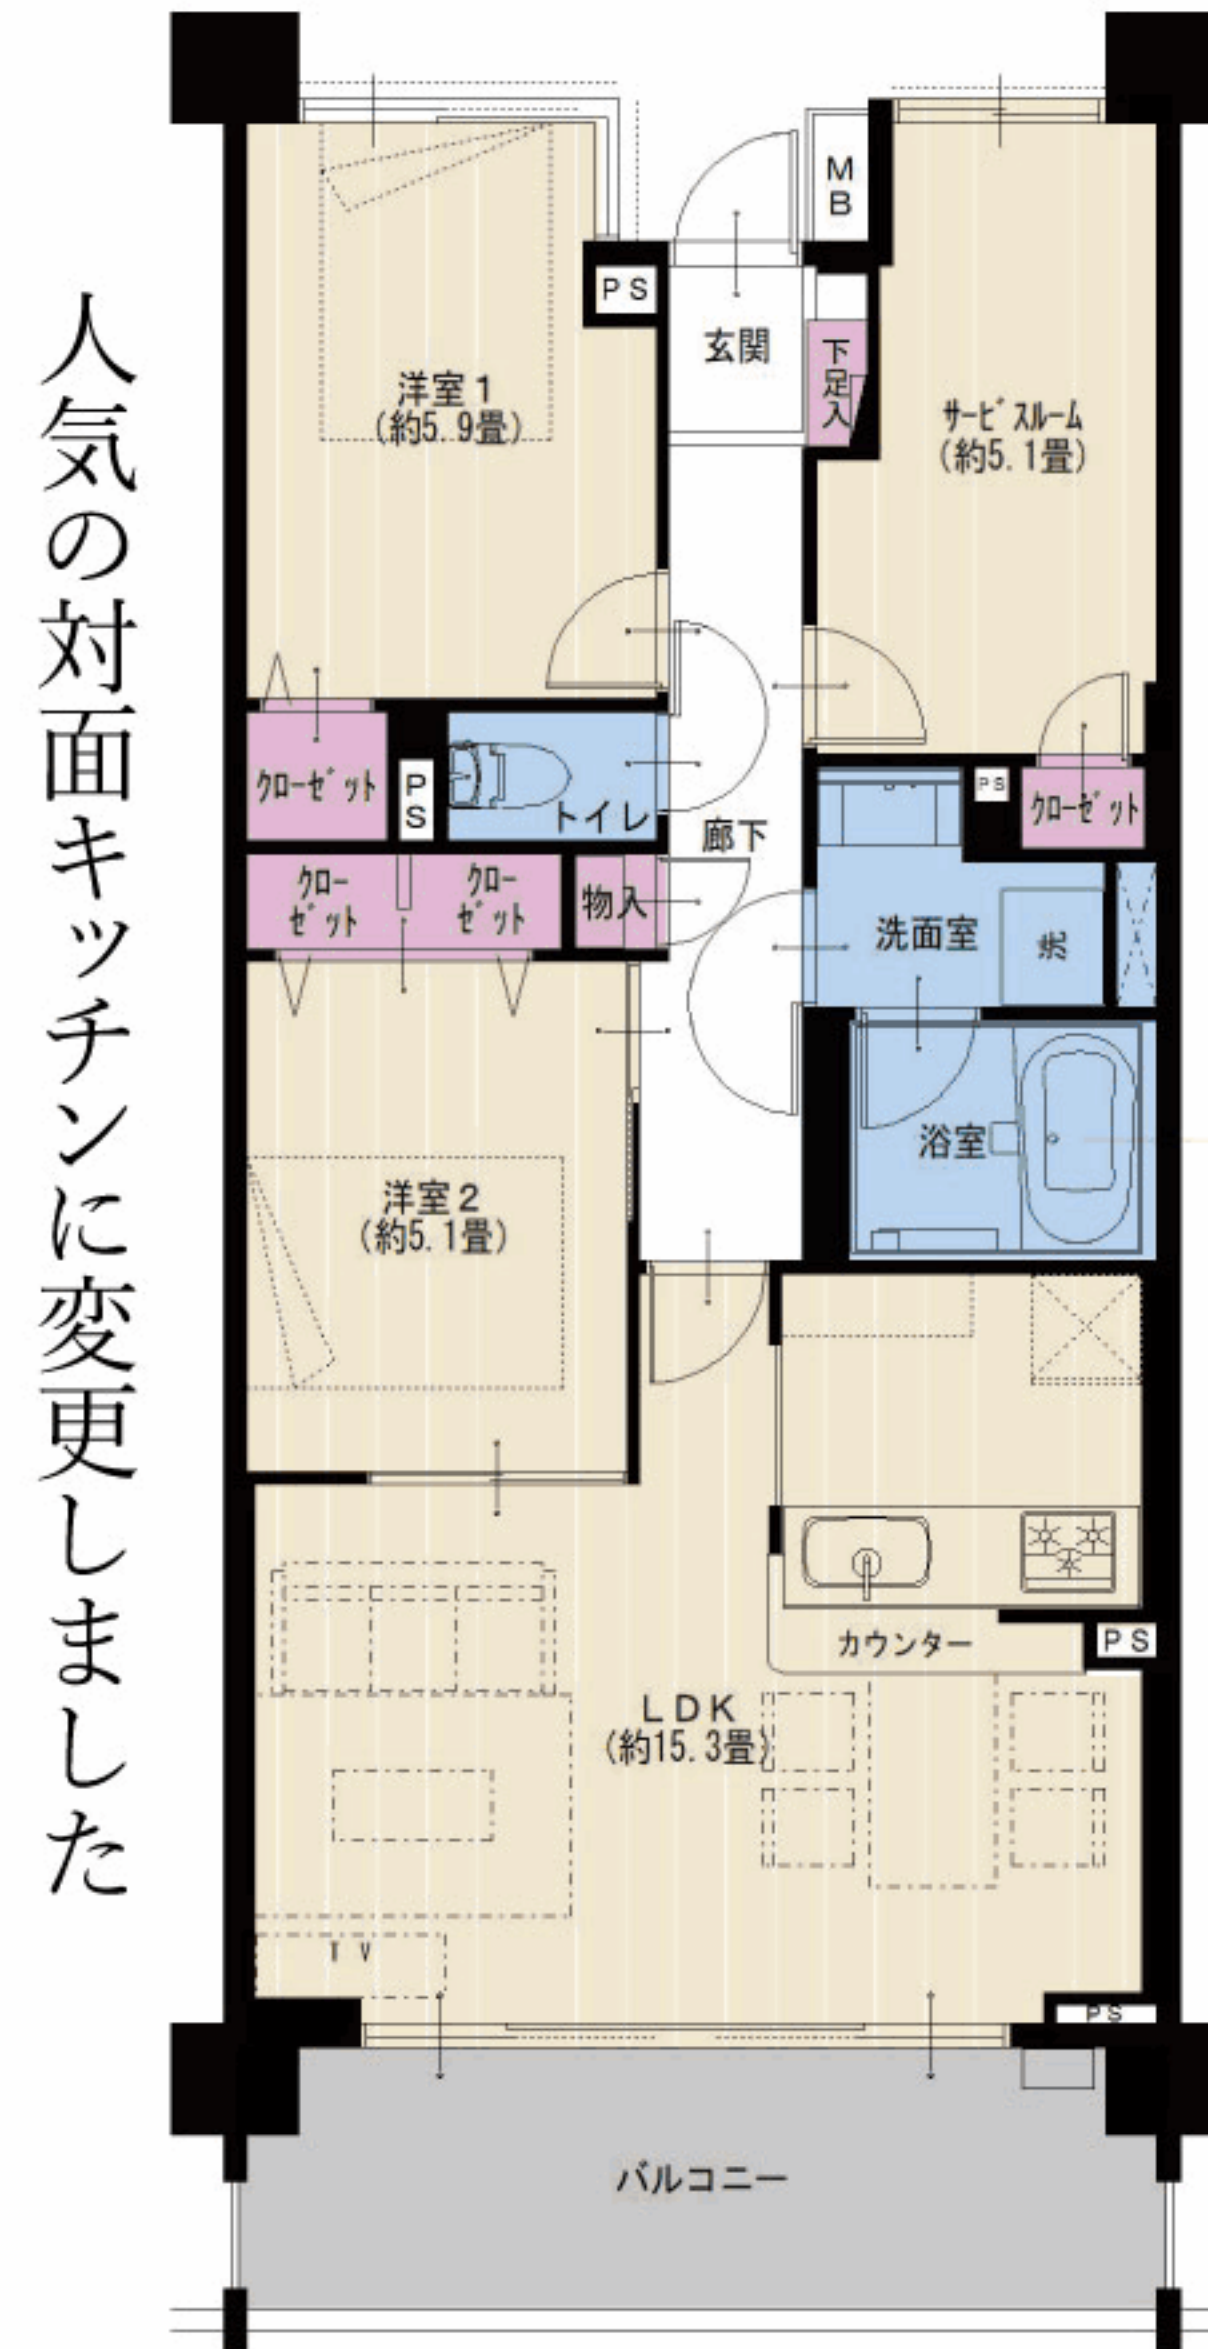 人気の対面キッチンに変更しました
MB
PS
玄関
下足入
洋室1
(約5.9畳)
サービスルーム
(約5.1畳)
クローゼット
PS
トイレ
廊下
PS
クローゼット
クロー
ゼット
クロー
ゼット
物入
洗面室
洗
浴室
洋室2
(約5.1畳)
カウンター
PS
LDK
(約15.3畳)
TV
PS
バルコニー